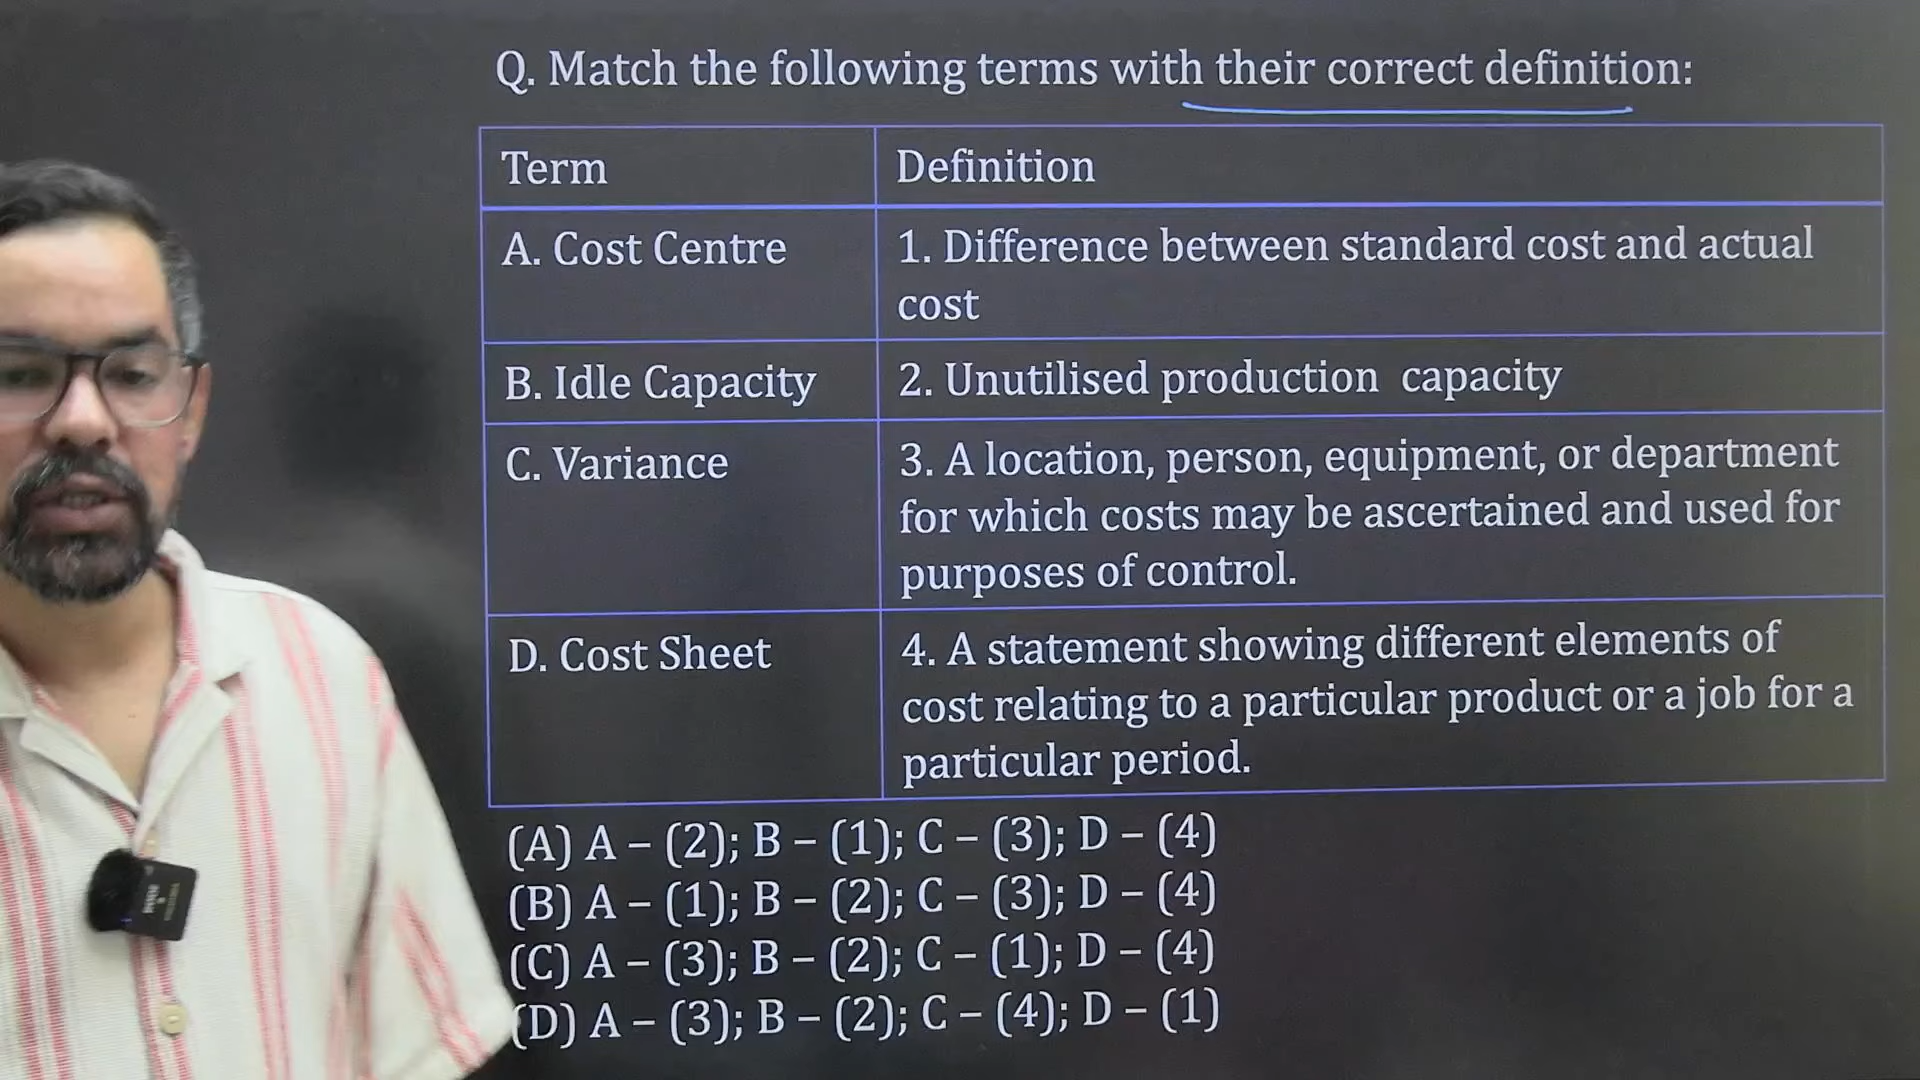 Q. Match the following terms with their correct definition:
Term
Definition
A. Cost Centre
1. Difference between standard cost and actual
cost
B. Idle Capacity
2. Unutilised production capacity
C. Variance
3. A location, person, equipment, or department
for which costs may be ascertained and used for
purposes of control.
D. Cost Sheet
4. A statement showing different elements of
cost relating to a particular product or a job for a
particular period.
(A) A – (2); B – (1); C – (3); D – (4)
(B) A – (1); B – (2); C – (3); D – (4)
(C) A – (3); B – (2); C – (1); D – (4)
(D) A – (3); B – (2); C – (4); D – (1)